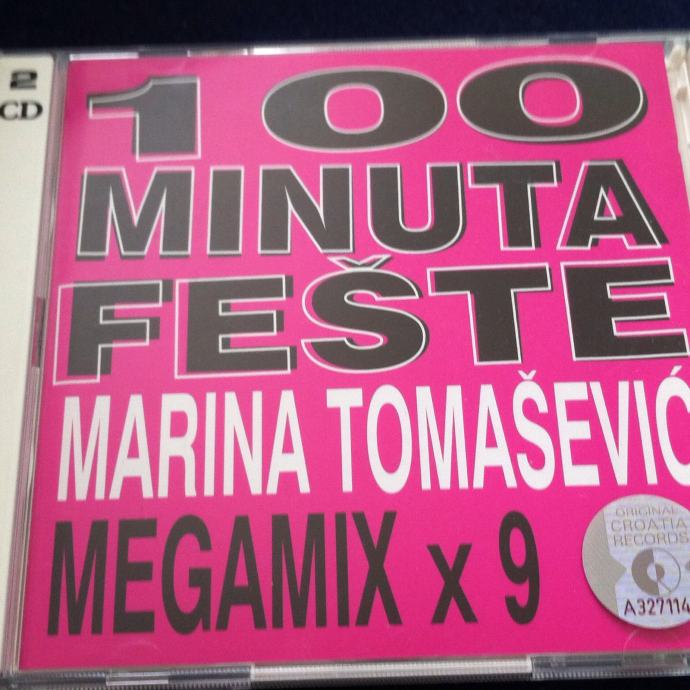 2
CD
100
MINUTA
FEŠTE
MARINA TOMAŠEVIĆ
MEGAMIX x 9
ORIGINAL
CROATIA
RECORDS
A327114